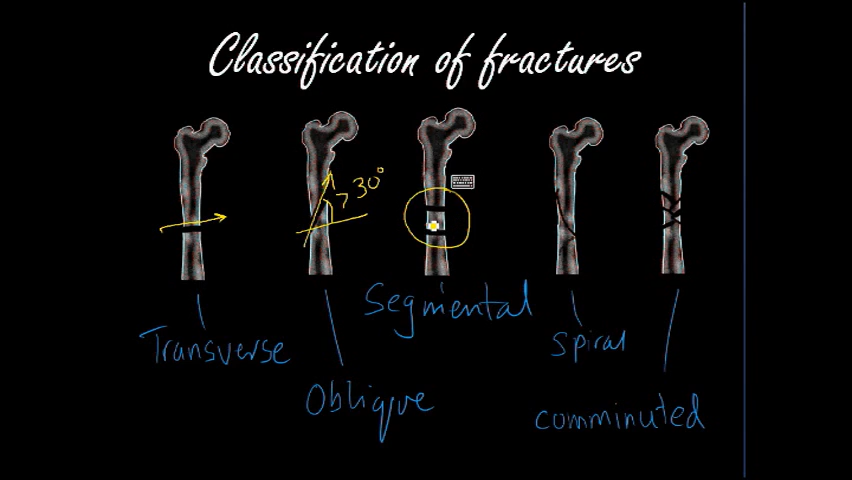 Classification of fractures
>30°
Segmental
Transverse
Spiral
Oblique
comminuted